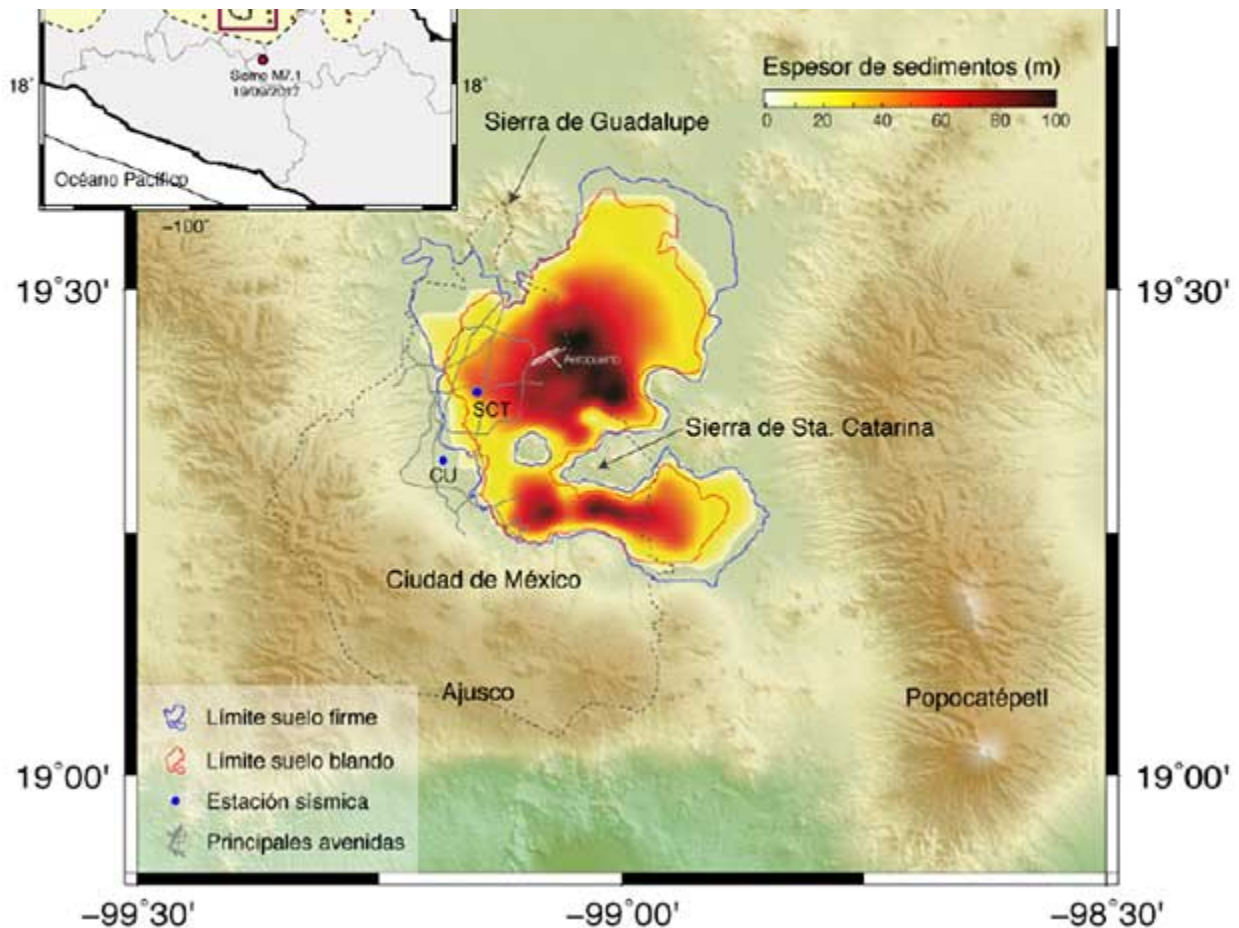 Sismo M7.1
19/09/2017
18°
18°
Océano Pacífico
-100°
Espesor de sedimentos (m)
0 20 40 60 80 100
Sierra de Guadalupe
19°30'
19°30'
Aeropuerto
SCT
Sierra de Sta. Catarina
CU
Ciudad de México
Ajusco
Popocatépetl
Límite suelo firme
Límite suelo blando
Estación sísmica
Principales avenidas
19°00'
19°00'
-99°30'
-99°00'
-98°30'